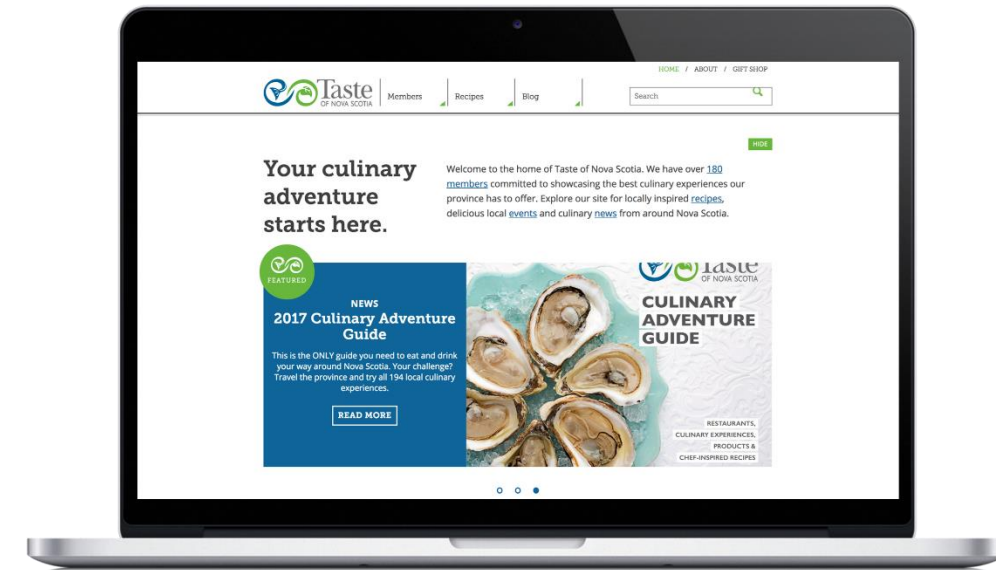 HOME / ABOUT / GIFT SHOP
Taste
OF NOVA SCOTIA
Members
Recipes
Blog
Search
HIDE
Your culinary
adventure
starts here.
Welcome to the home of Taste of Nova Scotia. We have over 180
members committed to showcasing the best culinary experiences our
province has to offer. Explore our site for locally inspired recipes,
delicious local events and culinary news from around Nova Scotia.
FEATURED
NEWS
2017 Culinary Adventure
Guide
This is the ONLY guide you need to eat and drink
your way around Nova Scotia. Your challenge?
Travel the province and try all 194 local culinary
experiences.
READ MORE
Taste
OF NOVA SCOTIA
CULINARY
ADVENTURE
GUIDE
RESTAURANTS,
CULINARY EXPERIENCES,
PRODUCTS &
CHEF-INSPIRED RECIPES